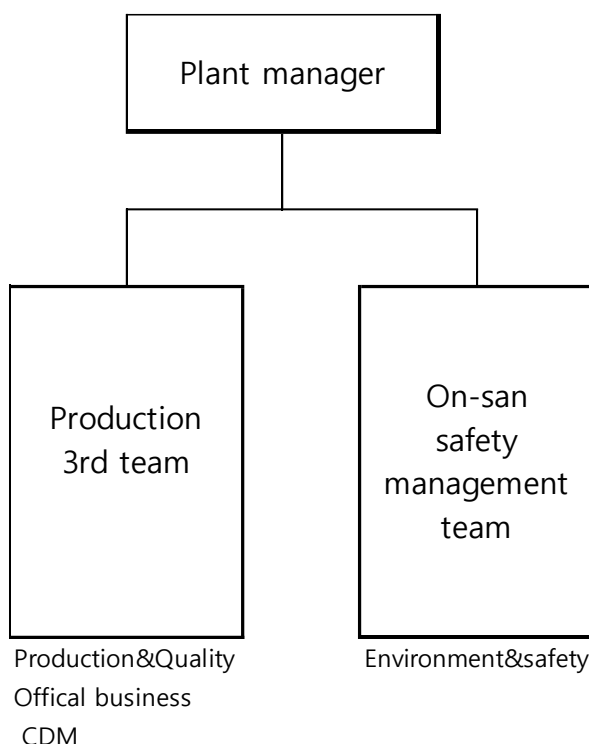 Plant manager
Production
3rd team
On-san
safety
management
team
Production&Quality
Offical business
CDM
Environment&safety